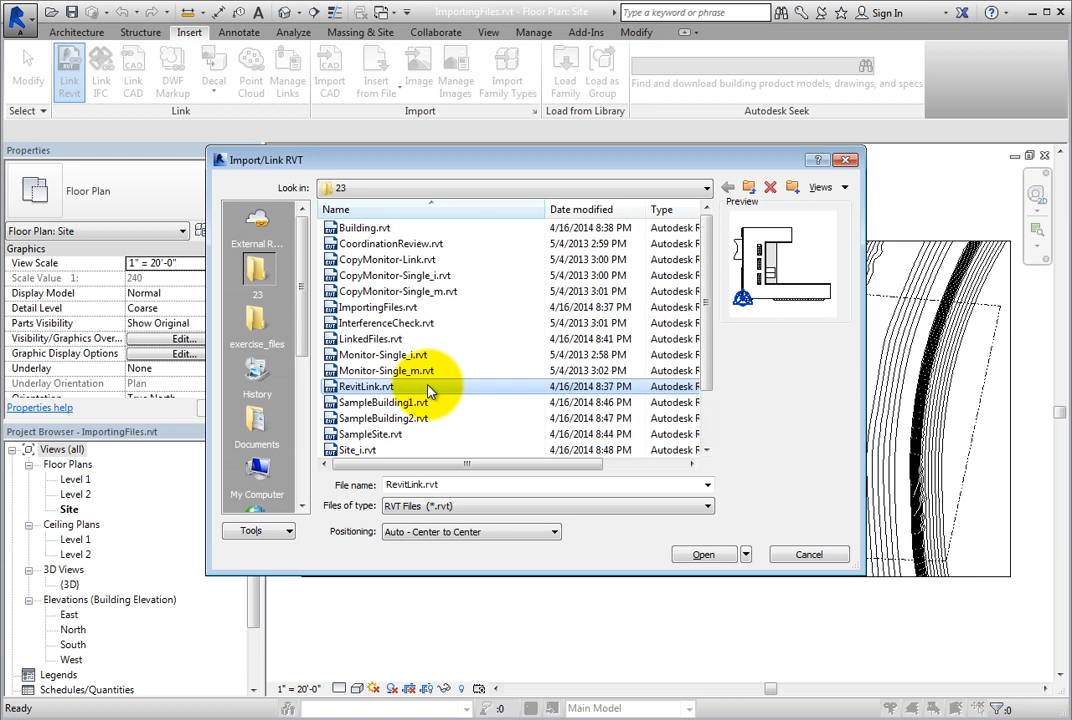 ImportingFiles.rvt - Floor Plan: Site
Type a keyword or phrase
Sign In
Architecture Structure Insert Annotate Analyze Massing & Site Collaborate View Manage Add-Ins Modify
Modify
Link Revit
Link IFC
Link CAD
DWF Markup
Decal
Point Cloud
Manage Links
Import CAD
Insert from File
Image
Manage Images
Import Family Types
Load Family
Load as Group
Find and download building product models, drawings, and specs
Select Link Import Load from Library Autodesk Seek
Properties
Floor Plan
Floor Plan: Site
Graphics
View Scale 1" = 20'-0"
Scale Value 1: 240
Display Model Normal
Detail Level Coarse
Parts Visibility Show Original
Visibility/Graphics Over... Edit...
Graphic Display Options Edit...
Underlay None
Underlay Orientation Plan
Properties help
Project Browser - ImportingFiles.rvt
Views (all)
Floor Plans
Level 1
Level 2
Site
Ceiling Plans
Level 1
Level 2
3D Views
{3D}
Elevations (Building Elevation)
East
North
South
West
Legends
Schedules/Quantities
Import/Link RVT
Look in: 23
Views
Preview
External R...
23
exercise_files
History
Documents
My Computer
Name Date modified Type
Building.rvt 4/16/2014 8:38 PM Autodesk R
CoordinationReview.rvt 5/4/2013 2:59 PM Autodesk R
CopyMonitor-Link.rvt 5/4/2013 3:00 PM Autodesk R
CopyMonitor-Single_i.rvt 5/4/2013 3:00 PM Autodesk R
CopyMonitor-Single_m.rvt 5/4/2013 3:01 PM Autodesk R
ImportingFiles.rvt 4/16/2014 8:37 PM Autodesk R
InterferenceCheck.rvt 5/4/2013 3:01 PM Autodesk R
LinkedFiles.rvt 4/16/2014 8:41 PM Autodesk R
Monitor-Single_i.rvt 5/4/2013 2:58 PM Autodesk R
Monitor-Single_m.rvt 5/4/2013 3:02 PM Autodesk R
RevitLink.rvt 4/16/2014 8:37 PM Autodesk R
SampleBuilding1.rvt 4/16/2014 8:46 PM Autodesk R
SampleBuilding2.rvt 4/16/2014 8:47 PM Autodesk R
SampleSite.rvt 4/16/2014 8:44 PM Autodesk R
Site_i.rvt 4/16/2014 8:48 PM Autodesk R
File name: RevitLink.rvt
Files of type: RVT Files (*.rvt)
Tools
Positioning: Auto - Center to Center
Open
Cancel
1" = 20'-0"
Ready
:0
Main Model
:0